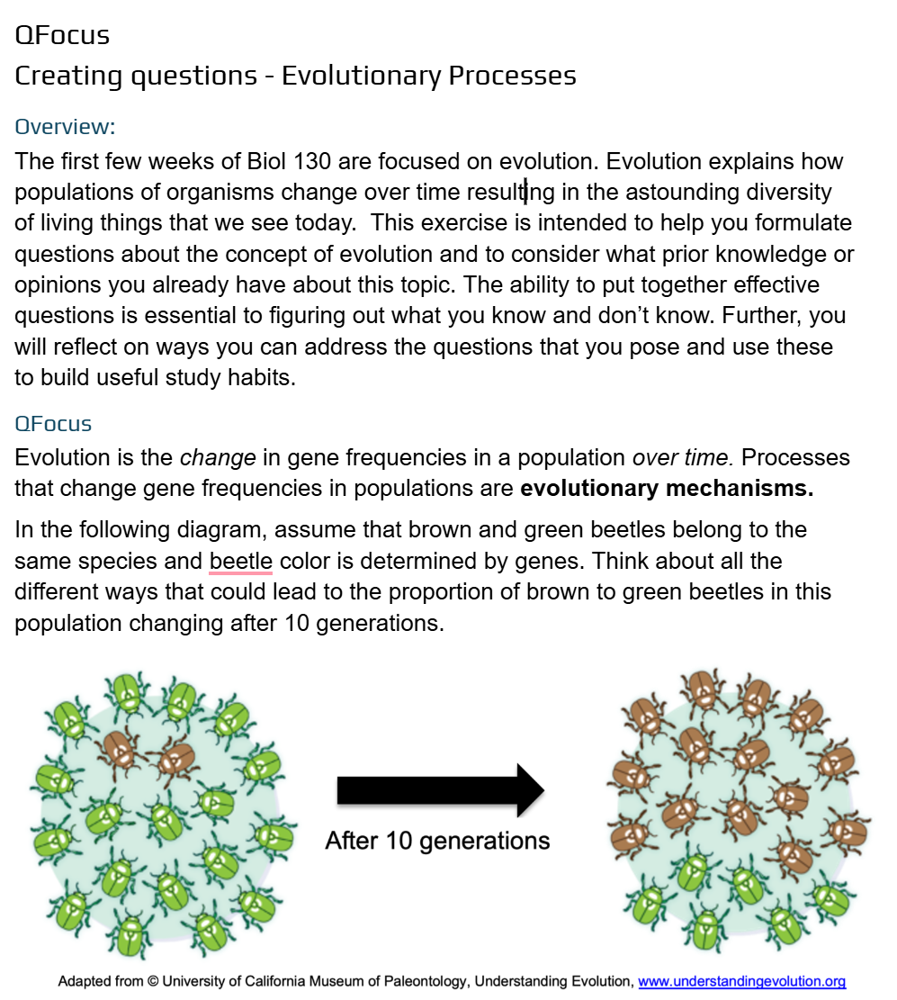 QFocus
Creating questions - Evolutionary Processes
Overview:
The first few weeks of Biol 130 are focused on evolution. Evolution explains how
populations of organisms change over time resulting in the astounding diversity
of living things that we see today.  This exercise is intended to help you formulate
questions about the concept of evolution and to consider what prior knowledge or
opinions you already have about this topic. The ability to put together effective
questions is essential to figuring out what you know and don’t know. Further, you
will reflect on ways you can address the questions that you pose and use these
to build useful study habits.
QFocus
Evolution is the change in gene frequencies in a population over time. Processes
that change gene frequencies in populations are evolutionary mechanisms.
In the following diagram, assume that brown and green beetles belong to the
same species and beetle color is determined by genes. Think about all the
different ways that could lead to the proportion of brown to green beetles in this
population changing after 10 generations.
After 10 generations
Adapted from © University of California Museum of Paleontology, Understanding Evolution, www.understandingevolution.org